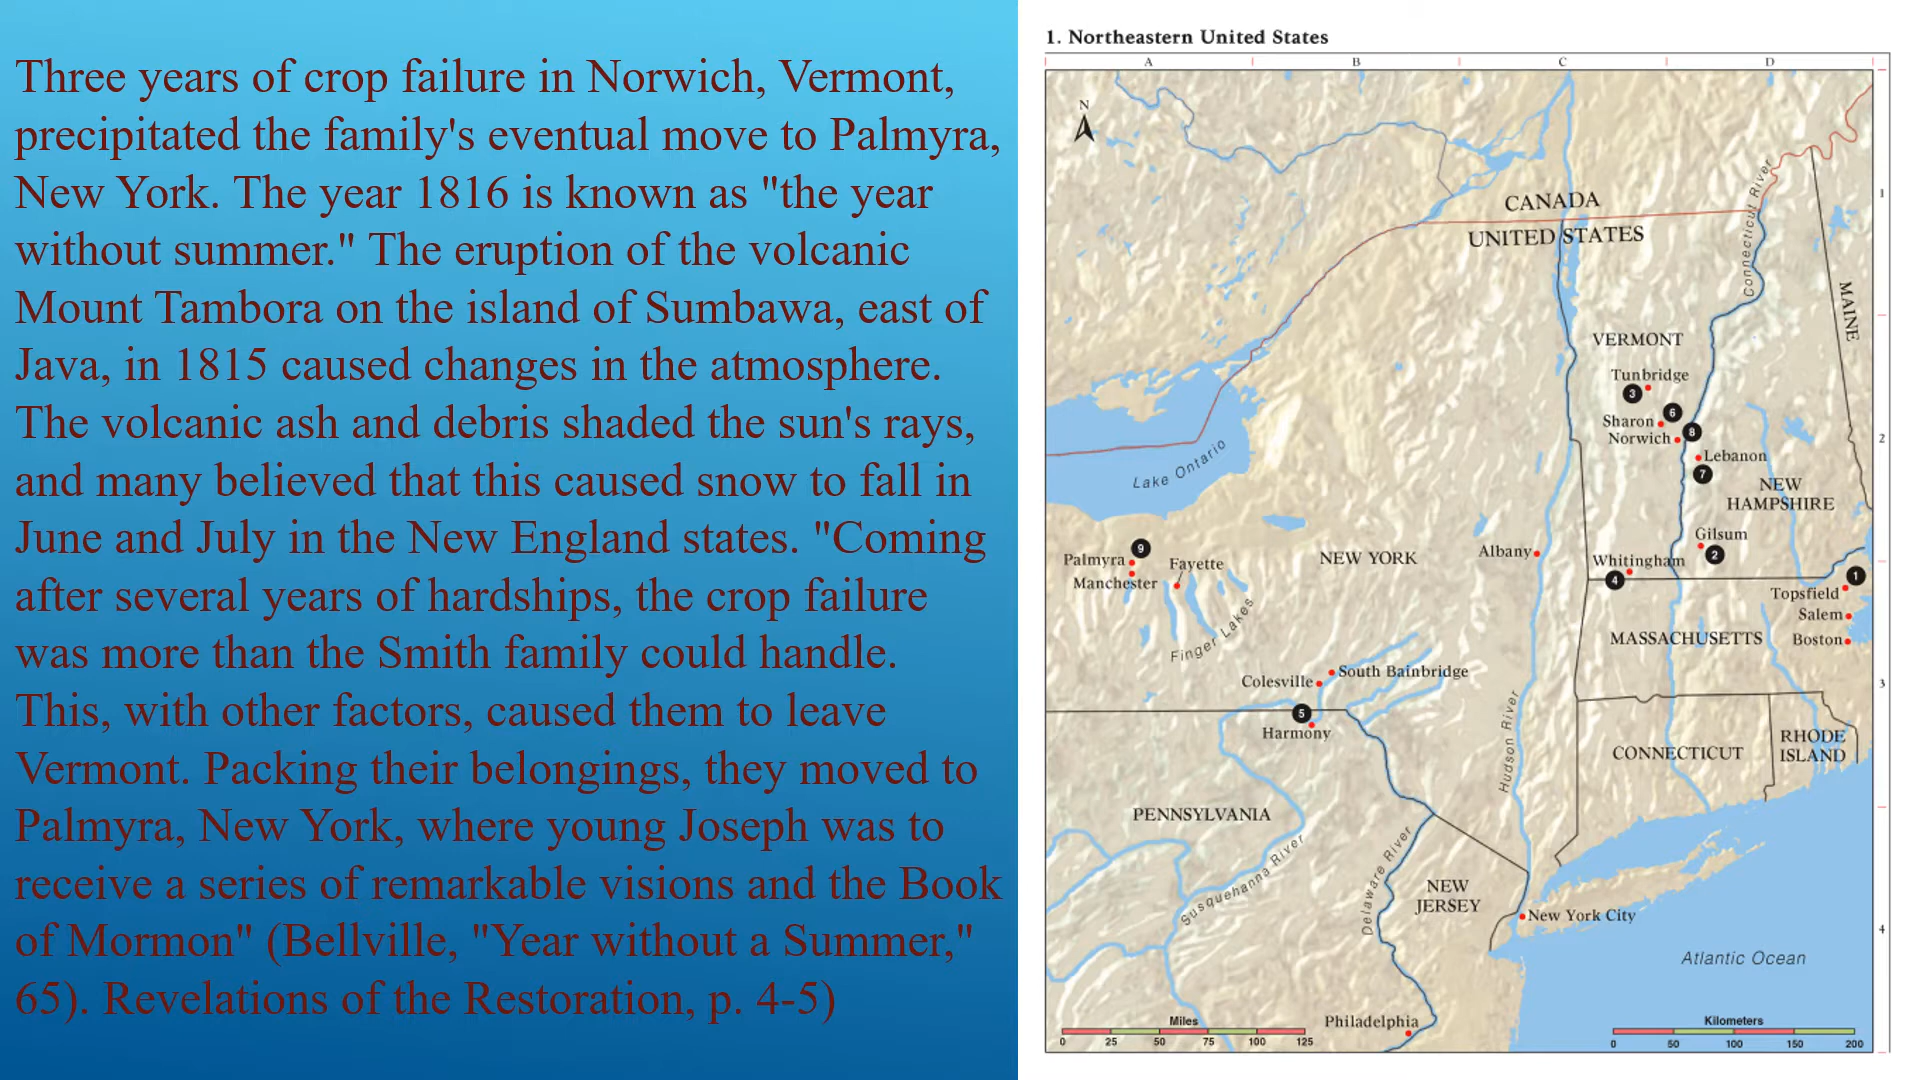 Three years of crop failure in Norwich, Vermont,
precipitated the family's eventual move to Palmyra,
New York. The year 1816 is known as "the year
without summer." The eruption of the volcanic
Mount Tambora on the island of Sumbawa, east of
Java, in 1815 caused changes in the atmosphere.
The volcanic ash and debris shaded the sun's rays,
and many believed that this caused snow to fall in
June and July in the New England states. "Coming
after several years of hardships, the crop failure
was more than the Smith family could handle.
This, with other factors, caused them to leave
Vermont. Packing their belongings, they moved to
Palmyra, New York, where young Joseph was to
receive a series of remarkable visions and the Book
of Mormon" (Bellville, "Year without a Summer,"
65). Revelations of the Restoration, p. 4-5)
1. Northeastern United States
A B C D
N
CANADA
UNITED STATES
Connecticut River
MAINE
1
VERMONT
Tunbridge
3
6
Sharon
8
Norwich
2
Lebanon
7
Lake Ontario
NEW
HAMPSHIRE
Gilsum
2
9
Palmyra
Fayette
Manchester
NEW YORK
Albany
Whitingham
4
1
Topsfield
Salem
Boston
MASSACHUSETTS
Finger Lakes
South Bainbridge
Colesville
3
5
Harmony
Hudson River
CONNECTICUT
RHODE
ISLAND
PENNSYLVANIA
Susquehanna River
Delaware River
NEW
JERSEY
New York City
4
Atlantic Ocean
Philadelphia
Miles
0 25 50 75 100 125
Kilometers
0 50 100 150 200